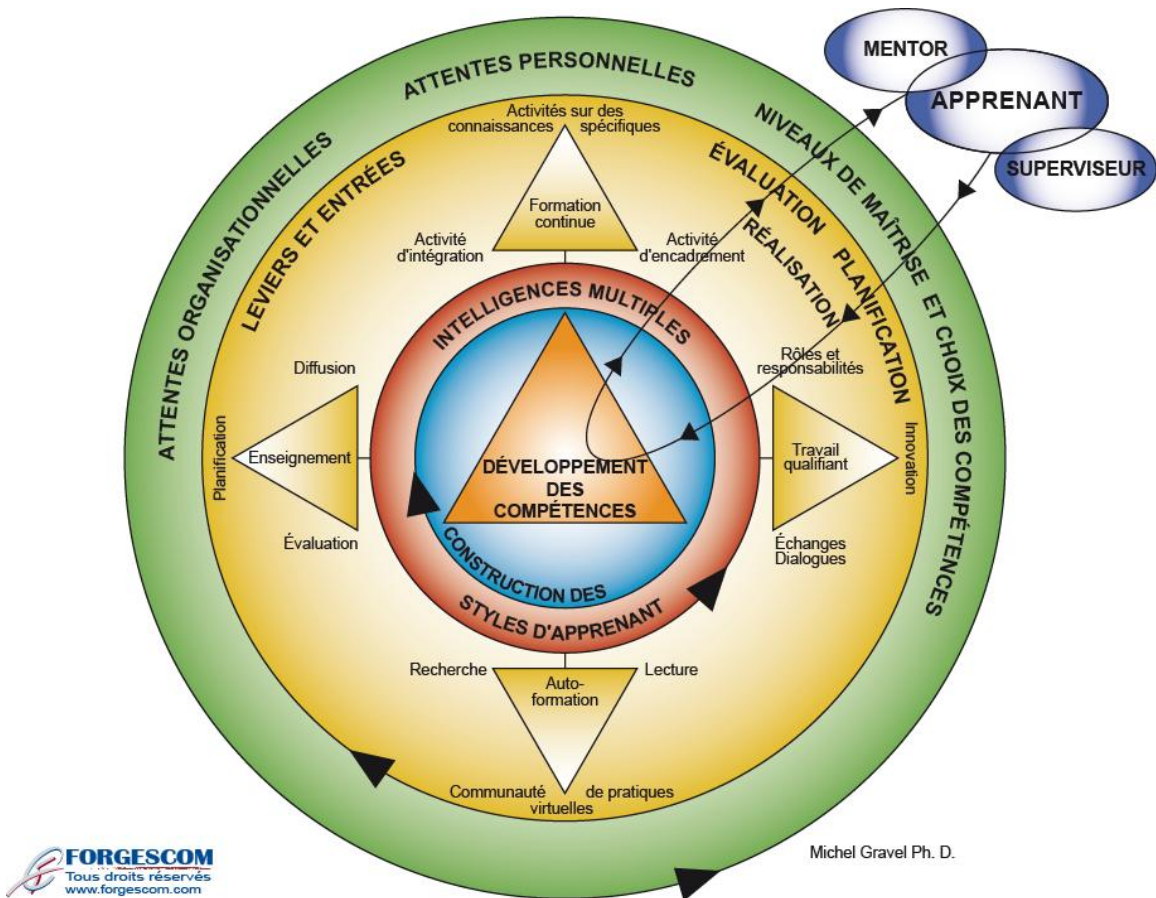 MENTOR
APPRENANT
SUPERVISEUR
ATTENTES ORGANISATIONNELLES
ATTENTES PERSONNELLES
NIVEAUX DE MAÎTRISE ET CHOIX DES COMPÉTENCES
LEVIERS ET ENTRÉES
ÉVALUATION
PLANIFICATION
RÉALISATION
Activités sur des
connaissances spécifiques
Formation
continue
Activité
d'intégration
Activité
d'encadrement
INTELLIGENCES MULTIPLES
Diffusion
Planification
Enseignement
Évaluation
Rôles et
responsabilités
Travail
qualifiant
Innovation
Échanges
Dialogues
DÉVELOPPEMENT
DES
COMPÉTENCES
CONSTRUCTION DES
STYLES D'APPRENANT
Recherche
Lecture
Auto-
formation
Communauté de pratiques
virtuelles
Michel Gravel Ph. D.
FORGESCOM
Tous droits réservés
www.forgescom.com